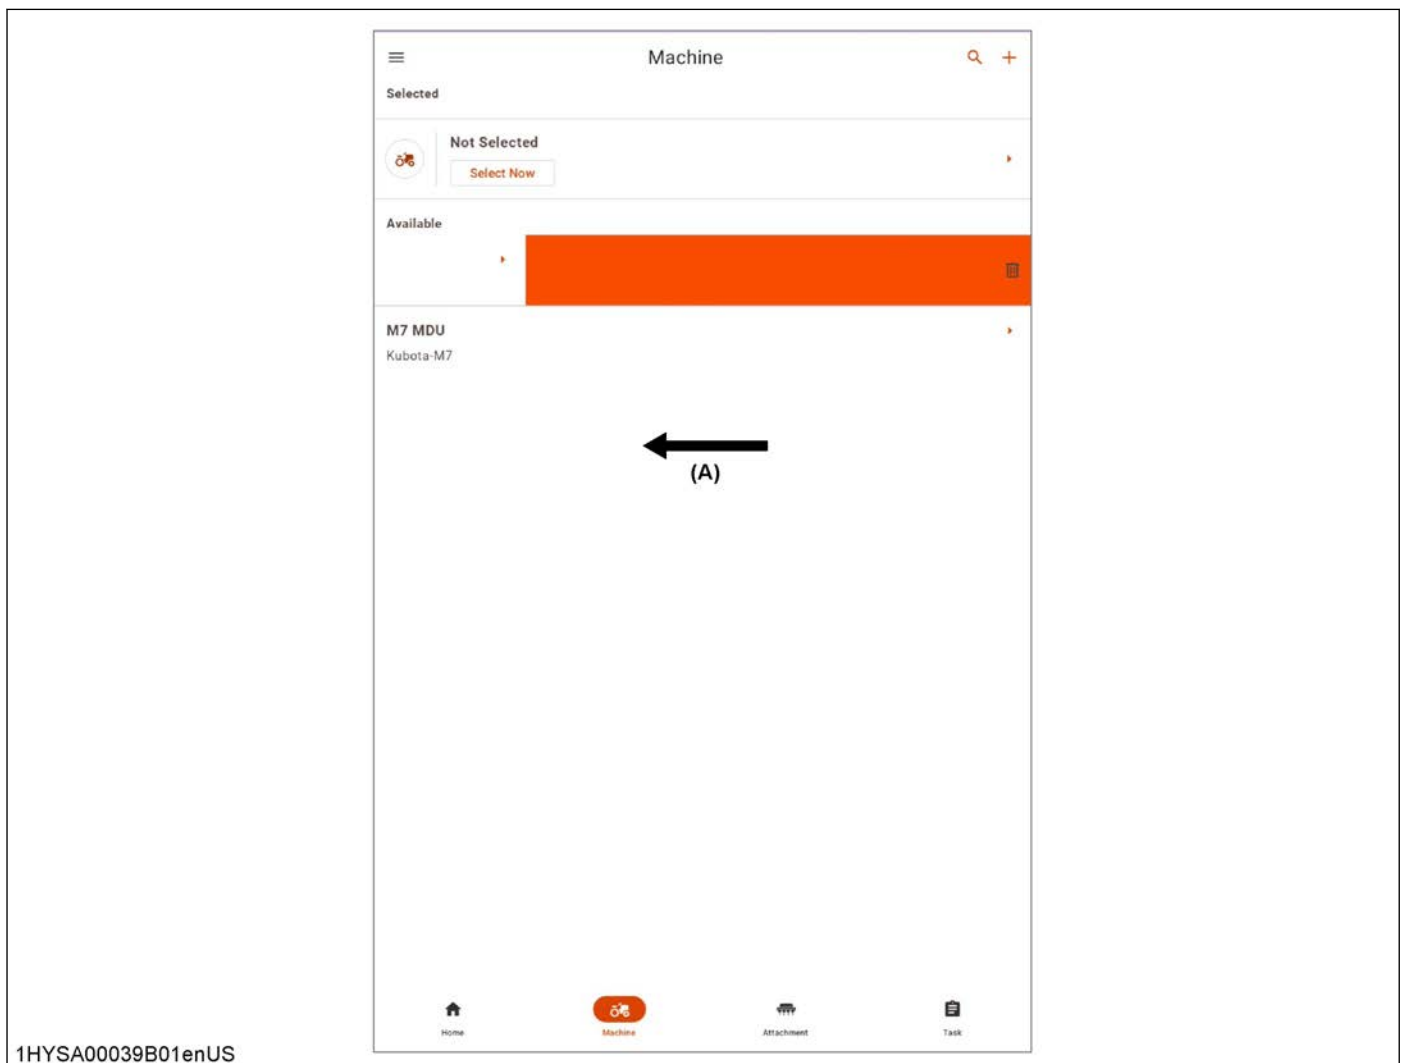 Machine
Selected
Not Selected
Select Now
Available
M7 MDU
Kubota-M7
(A)
Home
Machine
Attachment
Task
1HYSA00039B01enUS